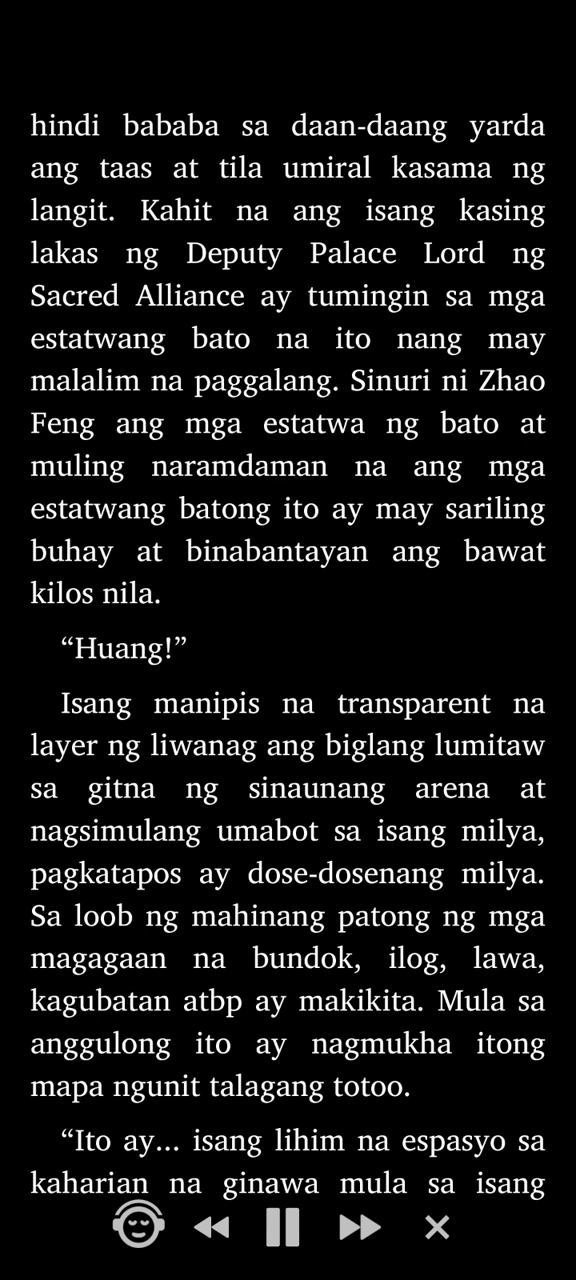 hindi bababa sa daan-daang yarda
ang taas at tila umiral kasama ng
langit. Kahit na ang isang kasing
lakas ng Deputy Palace Lord ng
Sacred Alliance ay tumingin sa mga
estatwang bato na ito nang may
malalim na paggalang. Sinuri ni Zhao
Feng ang mga estatwa ng bato at
muling naramdaman na ang mga
estatwang batong ito ay may sariling
buhay at binabantayan ang bawat
kilos nila.
“Huang!”
Isang manipis na transparent na
layer ng liwanag ang biglang lumitaw
sa gitna ng sinaunang arena at
nagsimulang umabot sa isang milya,
pagkatapos ay dose-dosenang milya.
Sa loob ng mahinang patong ng mga
magagaan na bundok, ilog, lawa,
kagubatan atbp ay makikita. Mula sa
anggulong ito ay nagmukha itong
mapa ngunit talagang totoo.
“Ito ay... isang lihim na espasyo sa
kaharian na ginawa mula sa isang